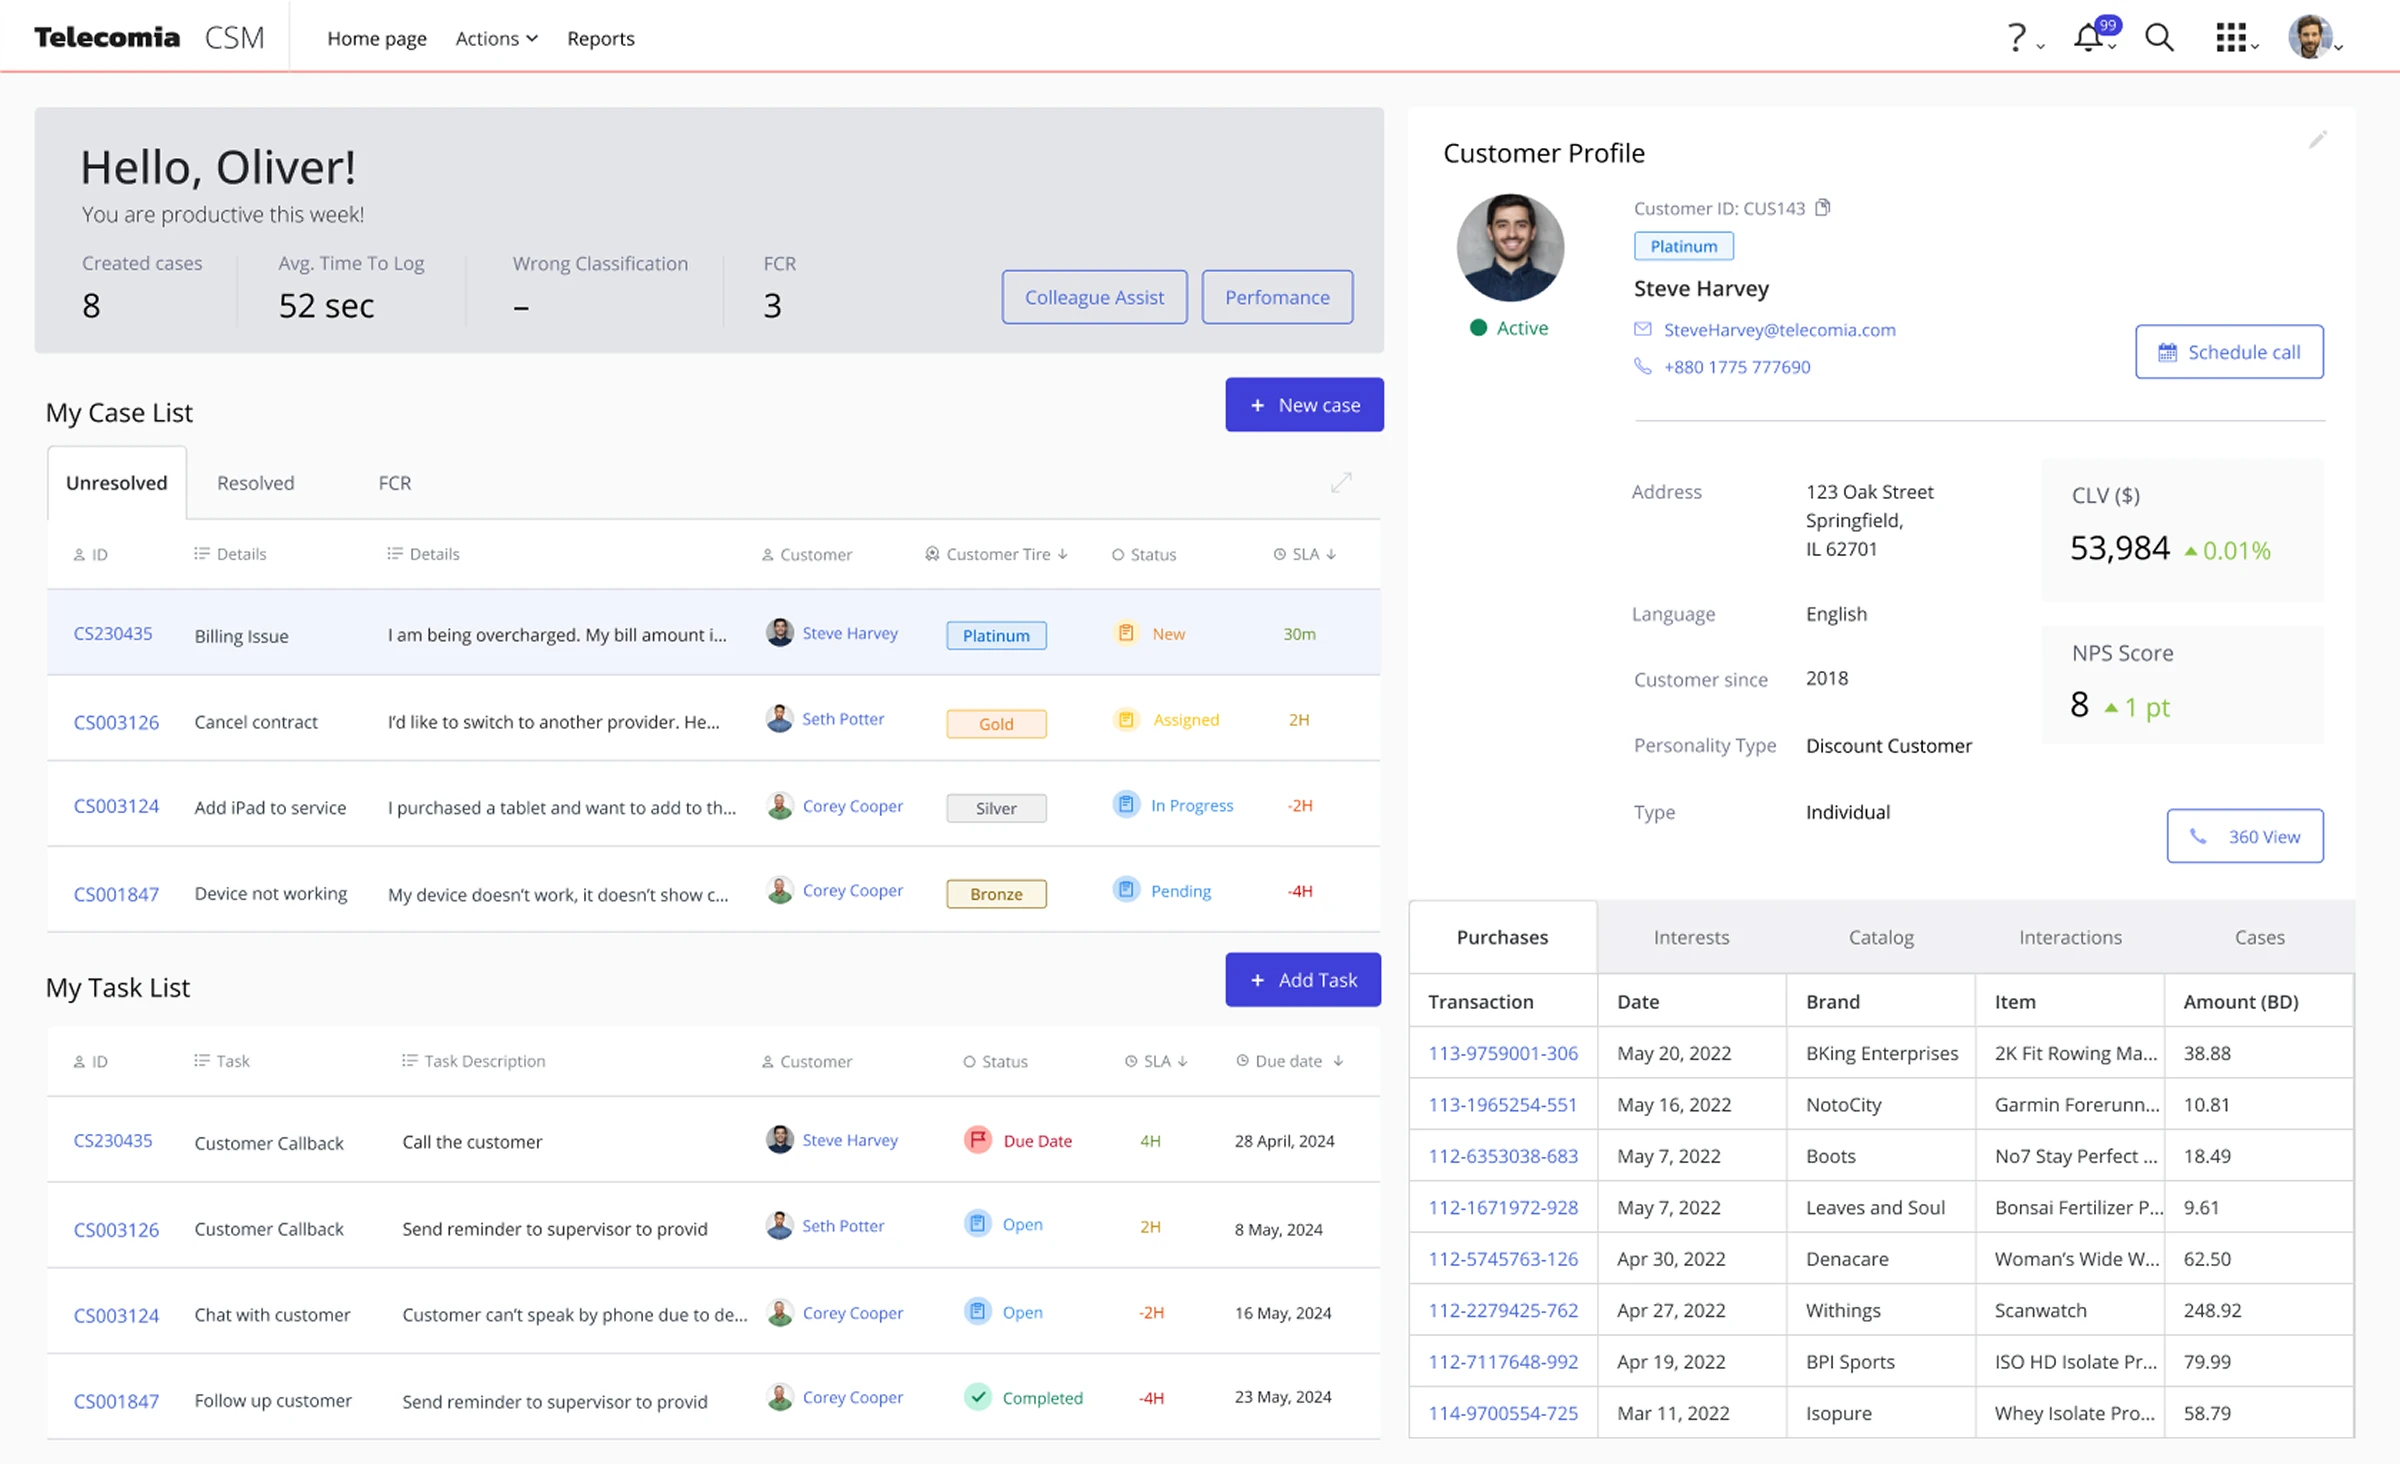 Telecomia CSM Home page Actions Reports ? 99
Hello, Oliver!
You are productive this week!
Created cases Avg. Time To Log Wrong Classification FCR
8 52 sec – 3
Colleague Assist Perfomance
My Case List
+ New case
Unresolved Resolved FCR
ID Details Details Customer Customer Tire ↓ Status SLA ↓
CS230435 Billing Issue I am being overcharged. My bill amount i... Steve Harvey Platinum New 30m
CS003126 Cancel contract I’d like to switch to another provider. He... Seth Potter Gold Assigned 2H
CS003124 Add iPad to service I purchased a tablet and want to add to th... Corey Cooper Silver In Progress -2H
CS001847 Device not working My device doesn’t work, it doesn’t show c... Corey Cooper Bronze Pending -4H
My Task List
+ Add Task
ID Task Task Description Customer Status SLA ↓ Due date ↓
CS230435 Customer Callback Call the customer Steve Harvey Due Date 4H 28 April, 2024
CS003126 Customer Callback Send reminder to supervisor to provid Seth Potter Open 2H 8 May, 2024
CS003124 Chat with customer Customer can’t speak by phone due to de... Corey Cooper Open -2H 16 May, 2024
CS001847 Follow up customer Send reminder to supervisor to provid Corey Cooper Completed -4H 23 May, 2024
Customer Profile
Customer ID: CUS143
Platinum
Steve Harvey
Active
SteveHarvey@telecomia.com
+880 1775 777690
Schedule call
Address 123 Oak Street
Springfield,
IL 62701
Language English
Customer since 2018
Personality Type Discount Customer
Type Individual
CLV ($)
53,984 0.01%
NPS Score
8 1 pt
360 View
Purchases Interests Catalog Interactions Cases
Transaction Date Brand Item Amount (BD)
113-9759001-306 May 20, 2022 BKing Enterprises 2K Fit Rowing Ma... 38.88
113-1965254-551 May 16, 2022 NotoCity Garmin Forerunn... 10.81
112-6353038-683 May 7, 2022 Boots No7 Stay Perfect ... 18.49
112-1671972-928 May 7, 2022 Leaves and Soul Bonsai Fertilizer P... 9.61
112-5745763-126 Apr 30, 2022 Denacare Woman’s Wide W... 62.50
112-2279425-762 Apr 27, 2022 Withings Scanwatch 248.92
112-7117648-992 Apr 19, 2022 BPI Sports ISO HD Isolate Pr... 79.99
114-9700554-725 Mar 11, 2022 Isopure Whey Isolate Pro... 58.79